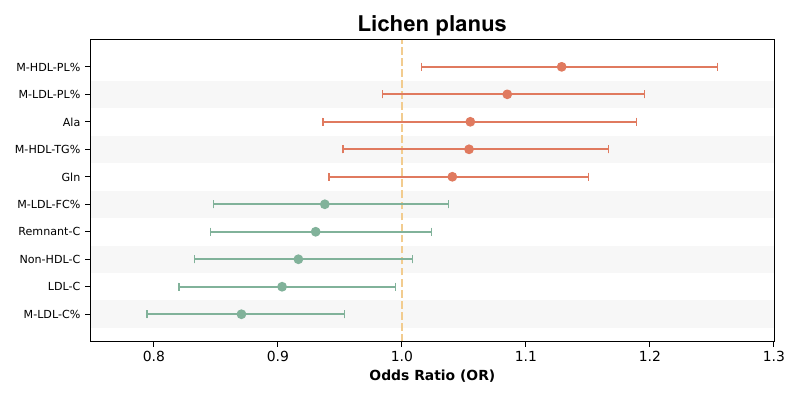 Lichen planus
M-HDL-PL%
M-LDL-PL%
Ala
M-HDL-TG%
Gln
M-LDL-FC%
Remnant-C
Non-HDL-C
LDL-C
M-LDL-C%
0.8 0.9 1.0 1.1 1.2 1.3
Odds Ratio (OR)